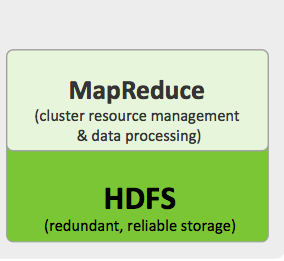 MapReduce
(cluster resource management
& data processing)
HDFS
(redundant, reliable storage)